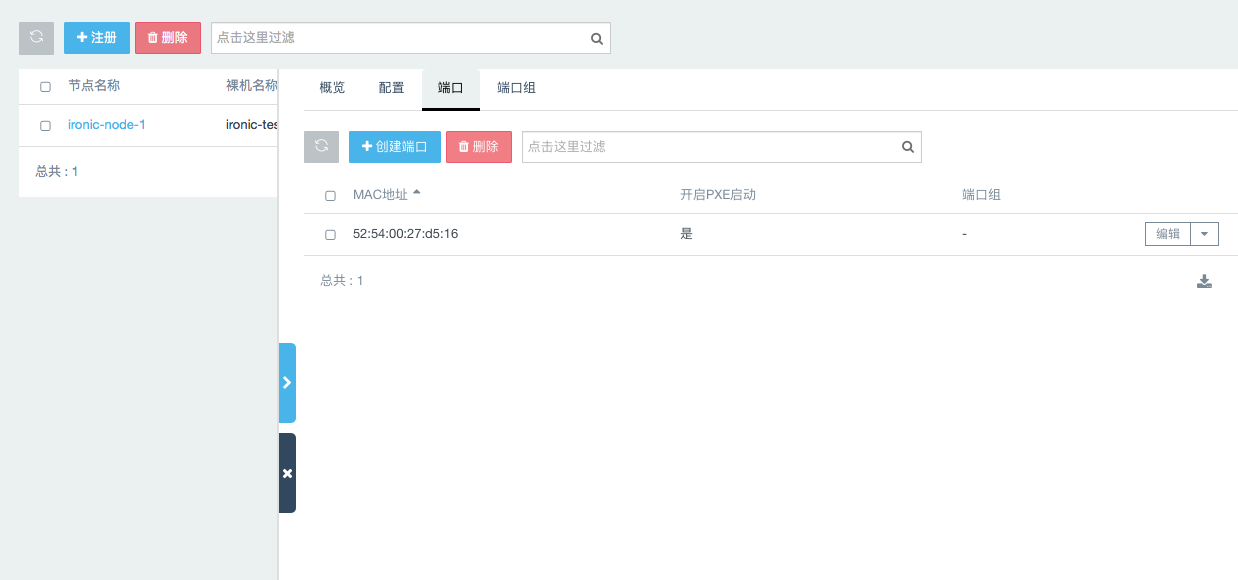 注册 删除 点击这里过滤
节点名称 裸机名称
ironic-node-1 ironic-tes
总共 : 1
概览 配置 端口 端口组
创建端口 删除 点击这里过滤
MAC地址 开启PXE启动 端口组
52:54:00:27:d5:16 是 - 编辑
总共 : 1